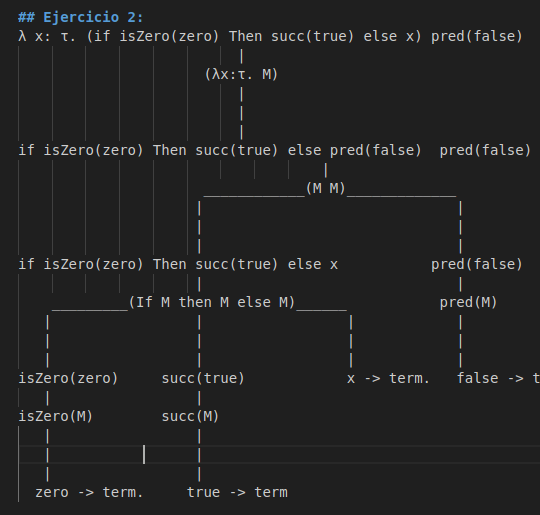 ## Ejercicio 2:
λ x: τ. (if isZero(zero) Then succ(true) else x) pred(false)
(λx:τ. M)
if isZero(zero) Then succ(true) else pred(false)  pred(false)
____________(M M)_____________
if isZero(zero) Then succ(true) else x           pred(false)
_________(If M then M else M)______           pred(M)
isZero(zero)     succ(true)            x -> term.   false -> t
isZero(M)        succ(M)
zero -> term.     true -> term